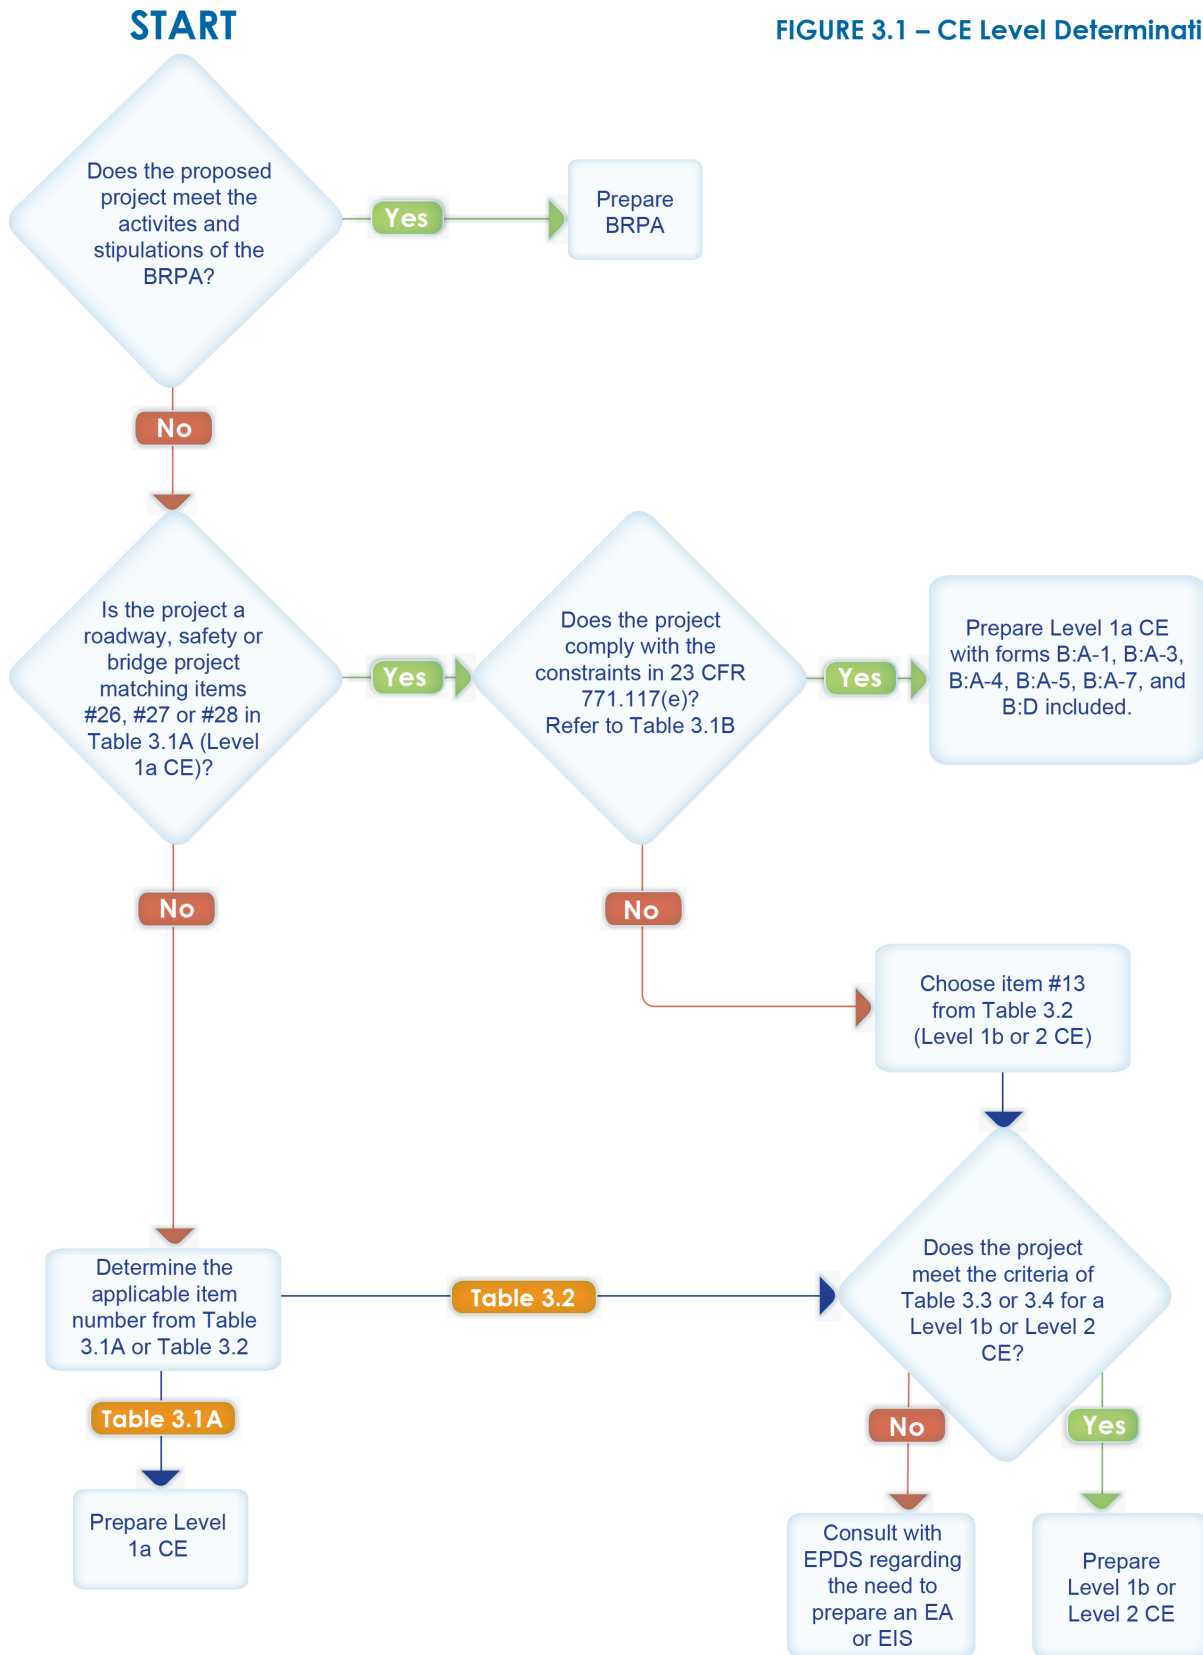 START
FIGURE 3.1 – CE Level Determinati
Does the proposed
project meet the
activites and
stipulations of the
BRPA?
Yes
Prepare
BRPA
No
Is the project a
roadway, safety or
bridge project
matching items
#26, #27 or #28 in
Table 3.1A (Level
1a CE)?
Yes
Does the project
comply with the
constraints in 23 CFR
771.117(e)?
Refer to Table 3.1B
Yes
Prepare Level 1a CE
with forms B:A-1, B:A-3,
B:A-4, B:A-5, B:A-7, and
B:D included.
No
No
Choose item #13
from Table 3.2
(Level 1b or 2 CE)
Determine the
applicable item
number from Table
3.1A or Table 3.2
Table 3.2
Does the project
meet the criteria of
Table 3.3 or 3.4 for a
Level 1b or Level 2
CE?
Table 3.1A
No
Yes
Prepare Level
1a CE
Consult with
EPDS regarding
the need to
prepare an EA
or EIS
Prepare
Level 1b or
Level 2 CE